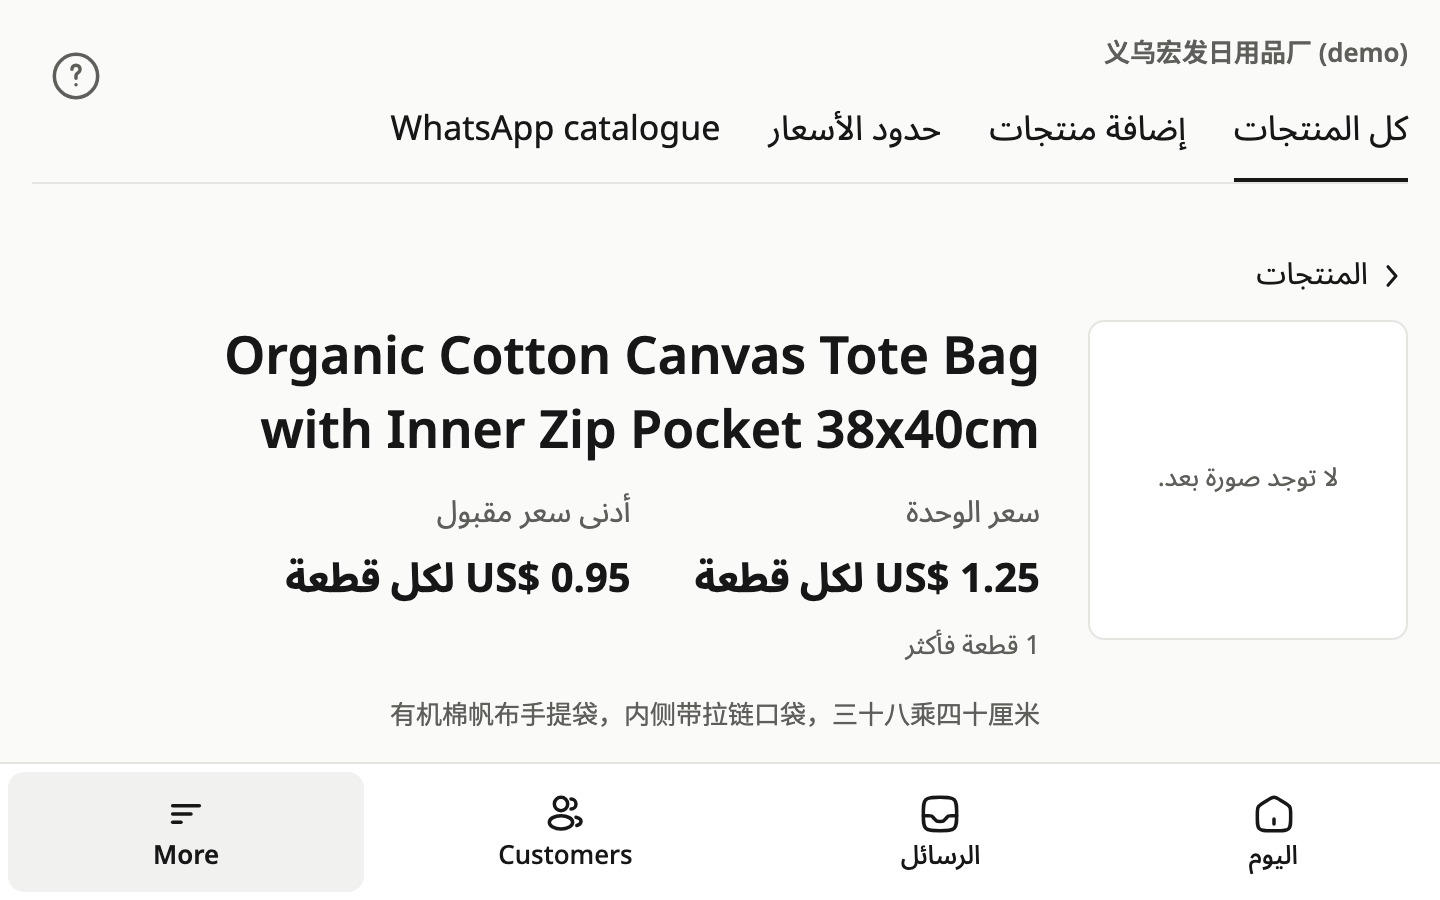 义乌宏发日用品厂 (demo)
كل المنتجات
إضافة منتجات
حدود الأسعار
WhatsApp catalogue
المنتجات
لا توجد صورة بعد.
Organic Cotton Canvas Tote Bag
with Inner Zip Pocket 38x40cm
سعر الوحدة
US$ 1.25 لكل قطعة
1 قطعة فأكثر
أدنى سعر مقبول
US$ 0.95 لكل قطعة
有机棉帆布手提袋，内侧带拉链口袋，三十八乘四十厘米
اليوم
الرسائل
Customers
More